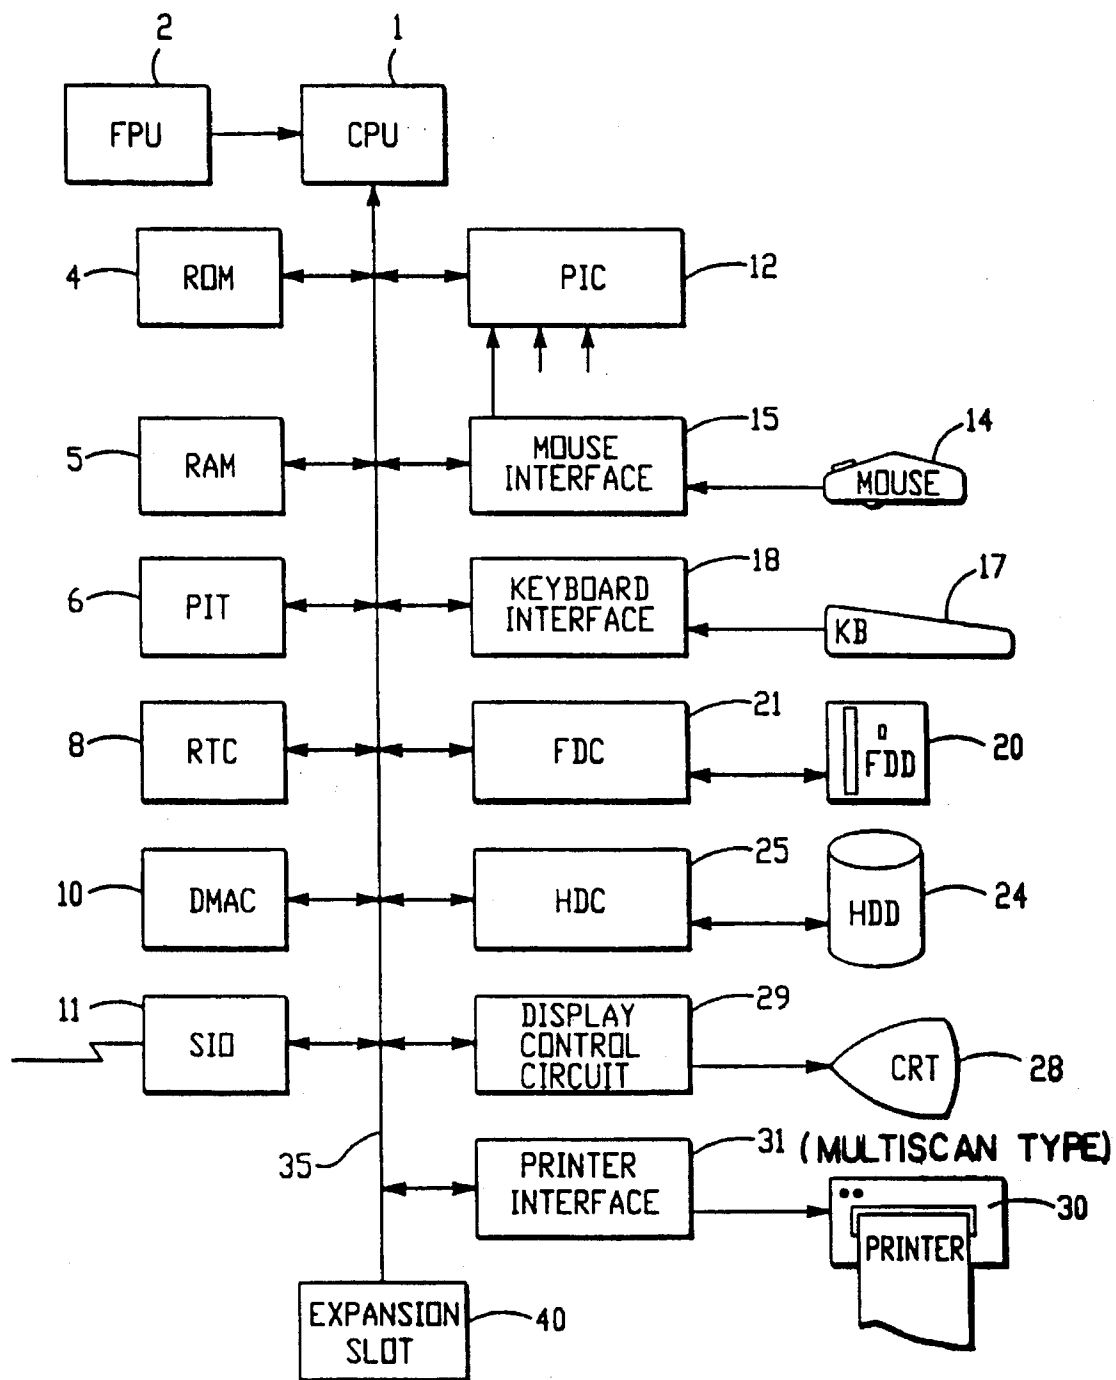 2
1
FPU
CPU
4
ROM
PIC
12
5
RAM
MOUSE
INTERFACE
15
14
MOUSE
6
PIT
KEYBOARD
INTERFACE
18
17
KB
8
RTC
FDC
21
FDD
20
10
DMAC
HDC
25
HDD
24
11
SIO
DISPLAY
CONTROL
CIRCUIT
29
CRT
28
35
PRINTER
INTERFACE
31
(MULTISCAN TYPE)
30
PRINTER
EXPANSION
SLOT
40